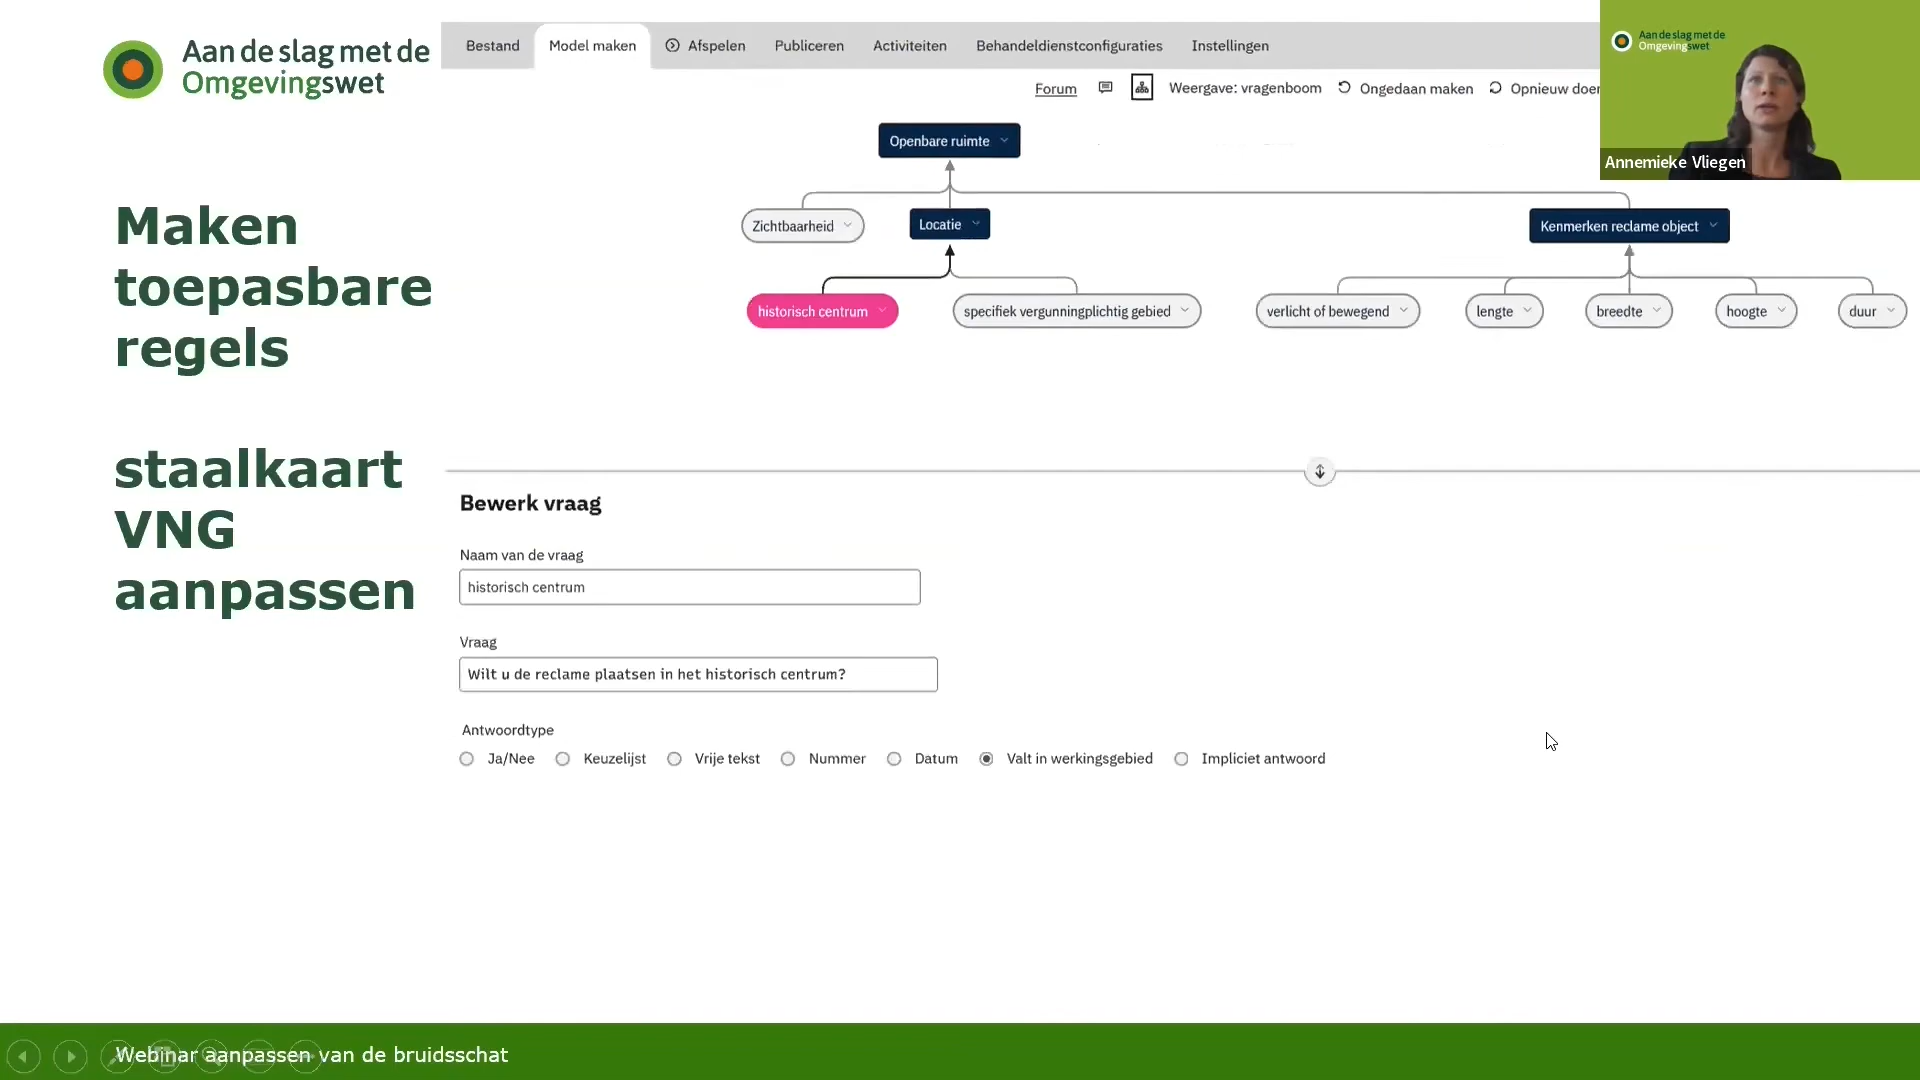 Aan de slag met de
Omgevingswet
Bestand
Model maken
Afspelen
Publiceren
Activiteiten
Behandeldienstconfiguraties
Instellingen
Aan de slag met de
Omgevingswet
Annemieke Vliegen
Forum
Weergave: vragenboom
Ongedaan maken
Opnieuw doen
Maken
toepasbare
regels
staalkaart
VNG
aanpassen
Openbare ruimte
Zichtbaarheid
Locatie
Kenmerken reclame object
historisch centrum
specifiek vergunningplichtig gebied
verlicht of bewegend
lengte
breedte
hoogte
duur
Bewerk vraag
Naam van de vraag
historisch centrum
Vraag
Wilt u de reclame plaatsen in het historisch centrum?
Antwoordtype
Ja/Nee
Keuzelijst
Vrije tekst
Nummer
Datum
Valt in werkingsgebied
Impliciet antwoord
Webinar aanpassen van de bruidsschat